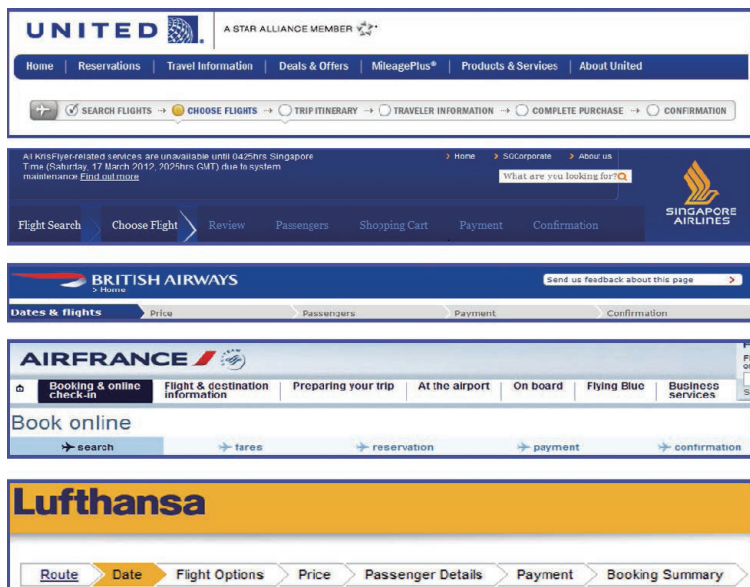 UNITED
A STAR ALLIANCE MEMBER
Home Reservations Travel Information Deals & Offers MileagePlus® Products & Services About United
SEARCH FLIGHTS CHOOSE FLIGHTS TRIP ITINERARY TRAVELER INFORMATION COMPLETE PURCHASE CONFIRMATION
All KrisFlyer-related services are unavailable until 0425hrs Singapore
Time (Saturday, 17 March 2012, 2025hrs GMT) due to system
maintenance Find out more
Home SQCorporate About us
What are you looking for?
SINGAPORE
AIRLINES
Flight Search Choose Flight Review Passengers Shopping Cart Payment Confirmation
BRITISH AIRWAYS
> Home
Send us feedback about this page >
Dates & flights Price Passengers Payment Confirmation
AIRFRANCE
Booking & online
check-in
Flight & destination
information
Preparing your trip
At the airport
On board
Flying Blue
Business
services
Book online
search fares reservation payment confirmation
Lufthansa
Route Date Flight Options Price Passenger Details Payment Booking Summary